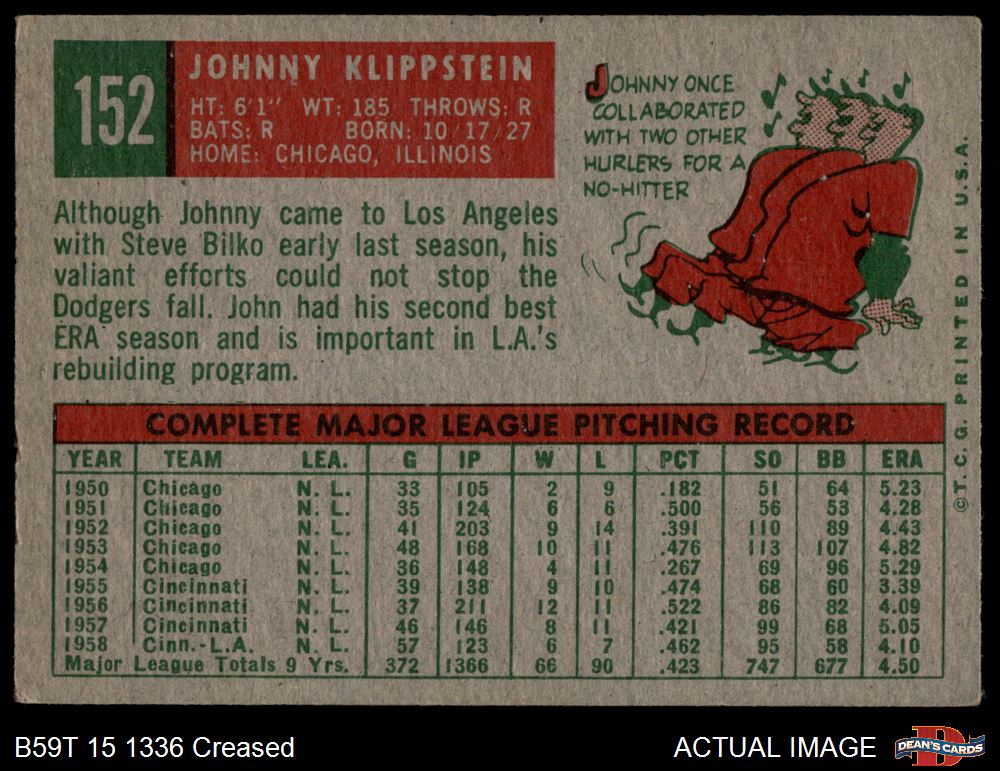 152
JOHNNY KLIPPSTEIN
HT: 6'1" WT: 185 THROWS: R
BATS: R BORN: 10/17/27
HOME: CHICAGO, ILLINOIS
JOHNNY ONCE
COLLABORATED
WITH TWO OTHER
HURLERS FOR A
NO-HITTER
Although Johnny came to Los Angeles
with Steve Bilko early last season, his
valiant efforts could not stop the
Dodgers fall. John had his second best
ERA season and is important in L.A.'s
rebuilding program.
COMPLETE MAJOR LEAGUE PITCHING RECORD
YEAR TEAM LEA. G IP W L PCT SO BB ERA
1950 Chicago N. L. 33 105 2 9 .182 51 64 5.23
1951 Chicago N. L. 35 124 6 6 .500 56 53 4.28
1952 Chicago N. L. 41 203 9 14 .391 110 89 4.43
1953 Chicago N. L. 48 168 10 11 .476 113 107 4.82
1954 Chicago N. L. 36 148 4 11 .267 69 96 5.29
1955 Cincinnati N. L. 39 138 9 10 .474 68 60 3.39
1956 Cincinnati N. L. 37 211 12 11 .522 86 82 4.09
1957 Cincinnati N. L. 46 146 8 11 .421 99 68 5.05
1958 Cinn.-L.A. N. L. 57 123 6 7 .462 95 58 4.10
Major League Totals 9 Yrs. 372 1366 66 90 .423 747 677 4.50
©T. C. G. PRINTED IN U.S.A.
B59T 15 1336 Creased
ACTUAL IMAGE
DEAN'S CARDS